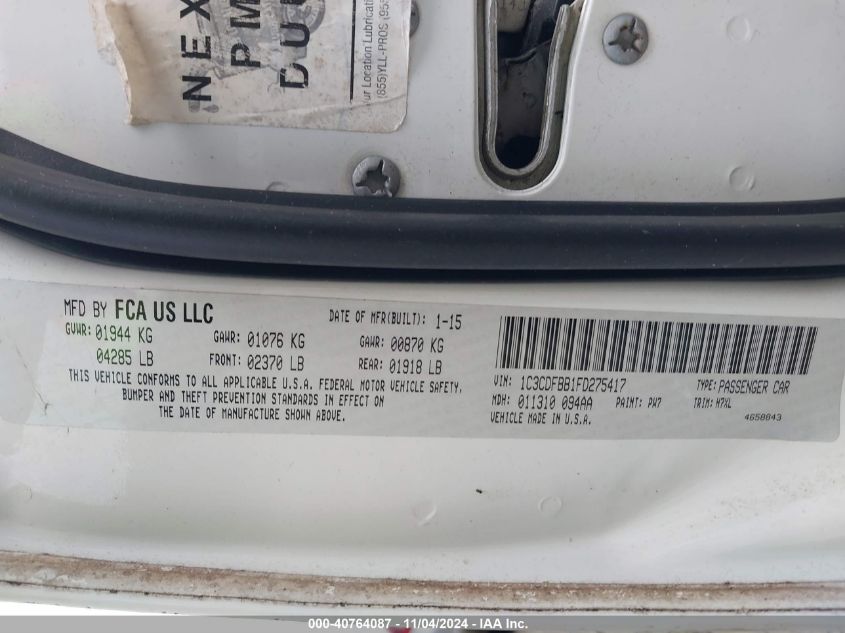 NEX
PM
DU
ur Location Lubricati
(855)YLL-PROS (955
MFD BY FCA US LLC
DATE OF MFR(BUILT): 1-15
GVWR: 01944 KG GAWR: 01076 KG GAWR: 00870 KG
04285 LB FRONT: 02370 LB REAR: 01918 LB
THIS VEHICLE CONFORMS TO ALL APPLICABLE U.S.A. FEDERAL MOTOR VEHICLE SAFETY,
BUMPER AND THEFT PREVENTION STANDARDS IN EFFECT ON
THE DATE OF MANUFACTURE SHOWN ABOVE.
VIN: 1C3CDFBB1FD275417 TYPE: PASSENGER CAR
MDH: 011310 094AA PAINT: PW7 TRIM: H7XL
VEHICLE MADE IN U.S.A. 4658843
000-40764087 - 11/04/2024 - IAA Inc.